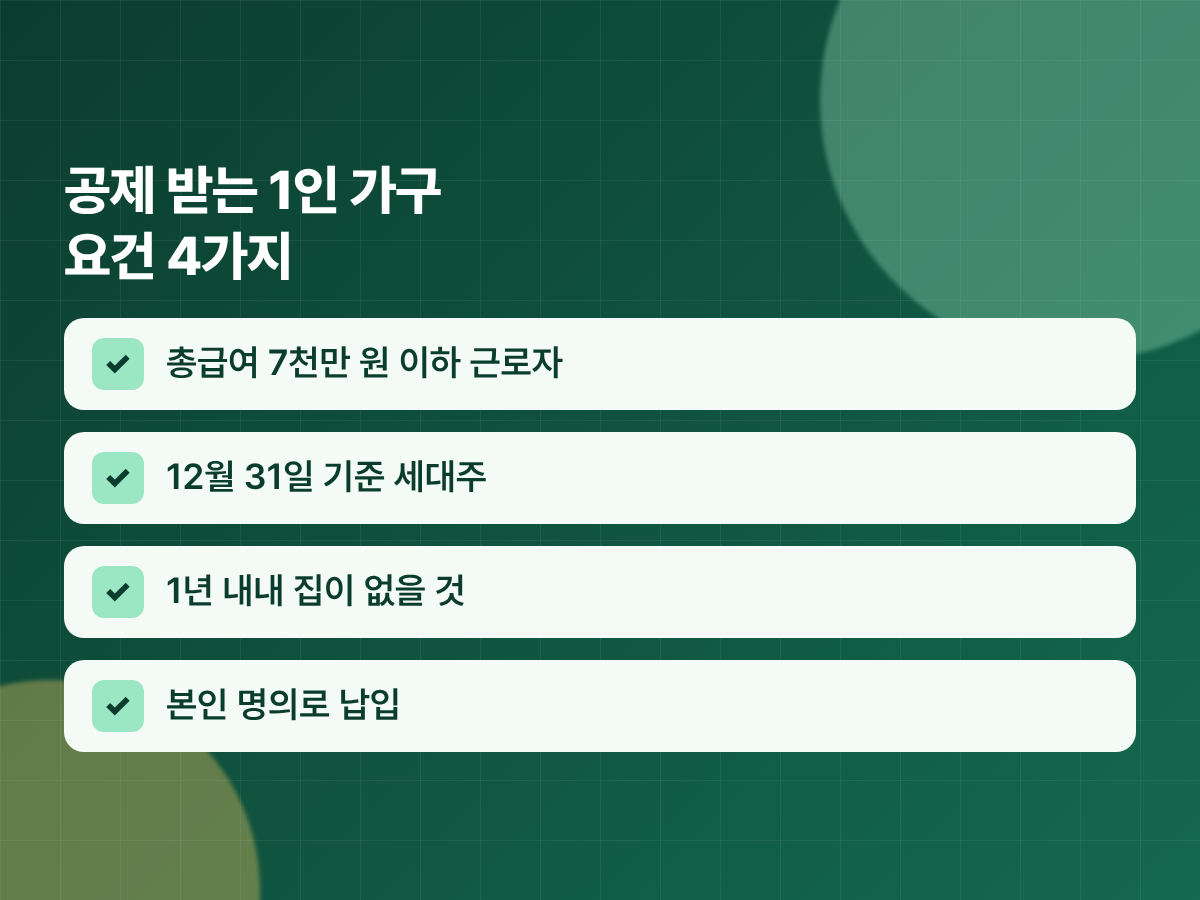 공제 받는 1인 가구
요건 4가지
총급여 7천만 원 이하 근로자
12월 31일 기준 세대주
1년 내내 집이 없을 것
본인 명의로 납입